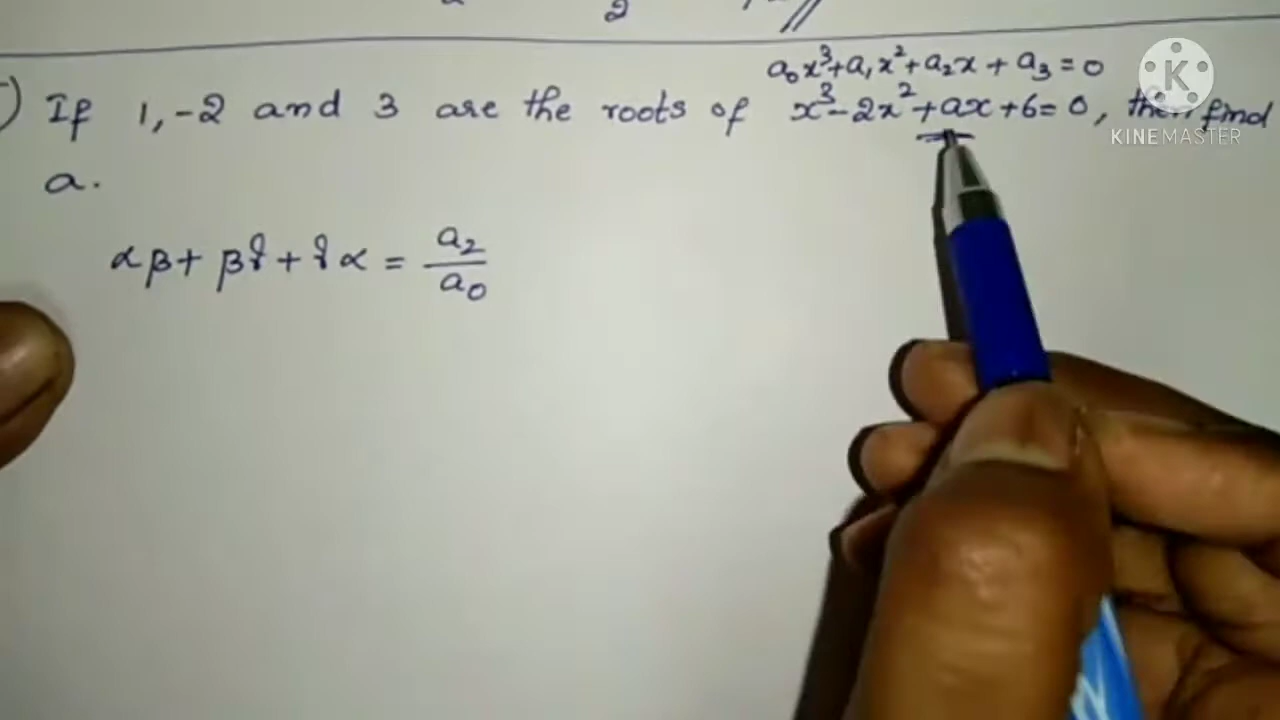 2
a₀x³+a₁x²+a₂x+a₃=0
If 1,-2 and 3 are the roots of x³-2x²+ax+6=0, then find
a.
αβ+βγ+γα = a₂/a₀
K
KINEMASTER